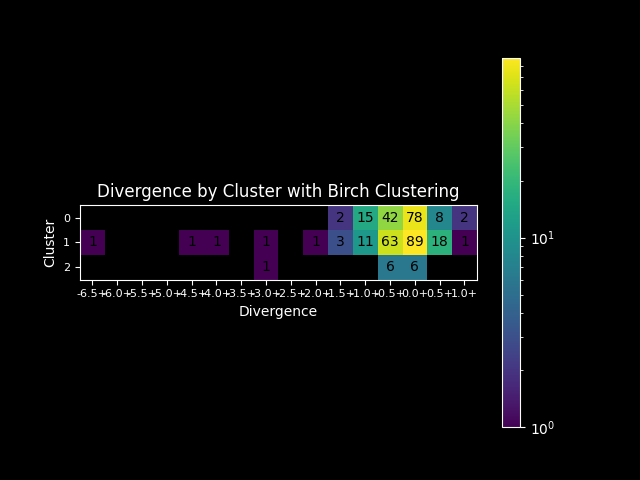 Divergence by Cluster with Birch Clustering
0 2 15 42 78 8 2
1 1 1 1 1 1 3 11 63 89 18 1
2 1 6 6
-6.5+ -6.0+ -5.5+ -5.0+ -4.5+ -4.0+ -3.5+ -3.0+ -2.5+ -2.0+ -1.5+ -1.0+ -0.5+ 0.0+ 0.5+ 1.0+
Cluster
Divergence
10¹
10⁰